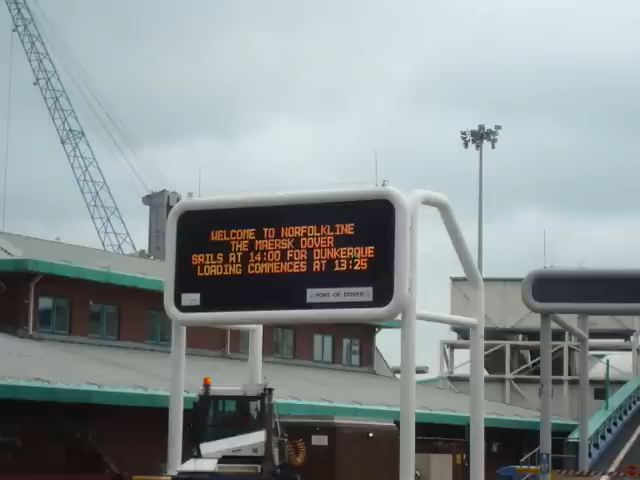 WELCOME TO NORFOLKLINE
THE MAERSK DOVER
SAILS AT 14:00 FOR DUNKERQUE
LOADING COMMENCES AT 13:25
PORT OF DOVER